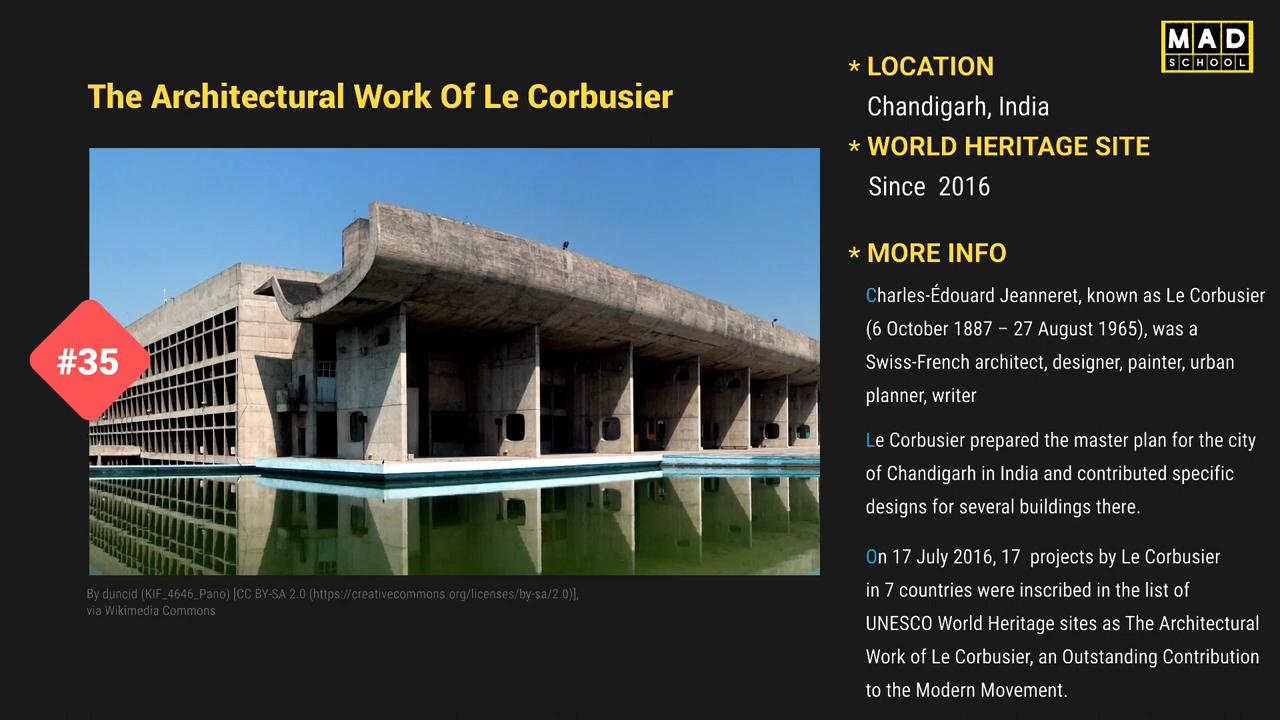 MAD
SCHOOL
The Architectural Work Of Le Corbusier
#35
By duncid (KIF_4646_Pano) [CC BY-SA 2.0 (https://creativecommons.org/licenses/by-sa/2.0)],
via Wikimedia Commons
* LOCATION
Chandigarh, India
* WORLD HERITAGE SITE
Since 2016
* MORE INFO
Charles-Édouard Jeanneret, known as Le Corbusier
(6 October 1887 – 27 August 1965), was a
Swiss-French architect, designer, painter, urban
planner, writer
Le Corbusier prepared the master plan for the city
of Chandigarh in India and contributed specific
designs for several buildings there.
On 17 July 2016, 17 projects by Le Corbusier
in 7 countries were inscribed in the list of
UNESCO World Heritage sites as The Architectural
Work of Le Corbusier, an Outstanding Contribution
to the Modern Movement.